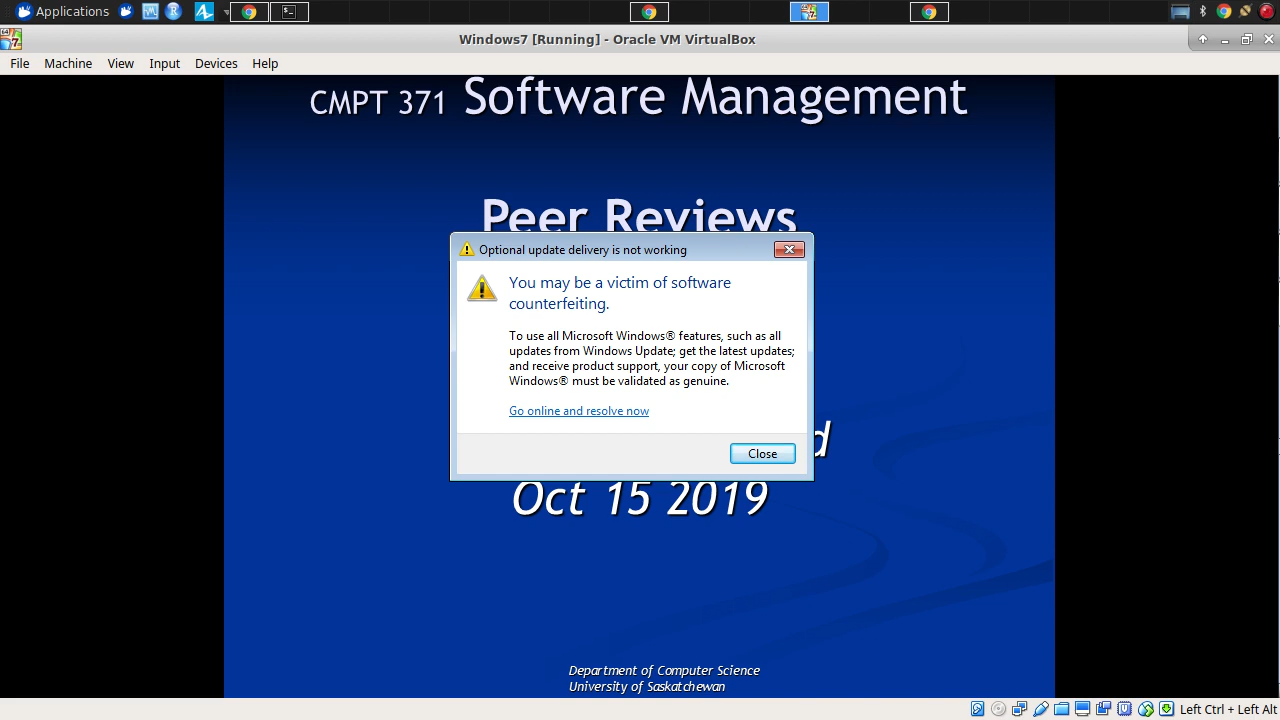 Applications
Windows7 [Running] - Oracle VM VirtualBox
File Machine View Input Devices Help
CMPT 371 Software Management
Peer Reviews
Optional update delivery is not working
You may be a victim of software
counterfeiting.
To use all Microsoft Windows® features, such as all
updates from Windows Update; get the latest updates;
and receive product support, your copy of Microsoft
Windows® must be validated as genuine.
Go online and resolve now
Close
Oct 15 2019
Department of Computer Science
University of Saskatchewan
Left Ctrl + Left Alt